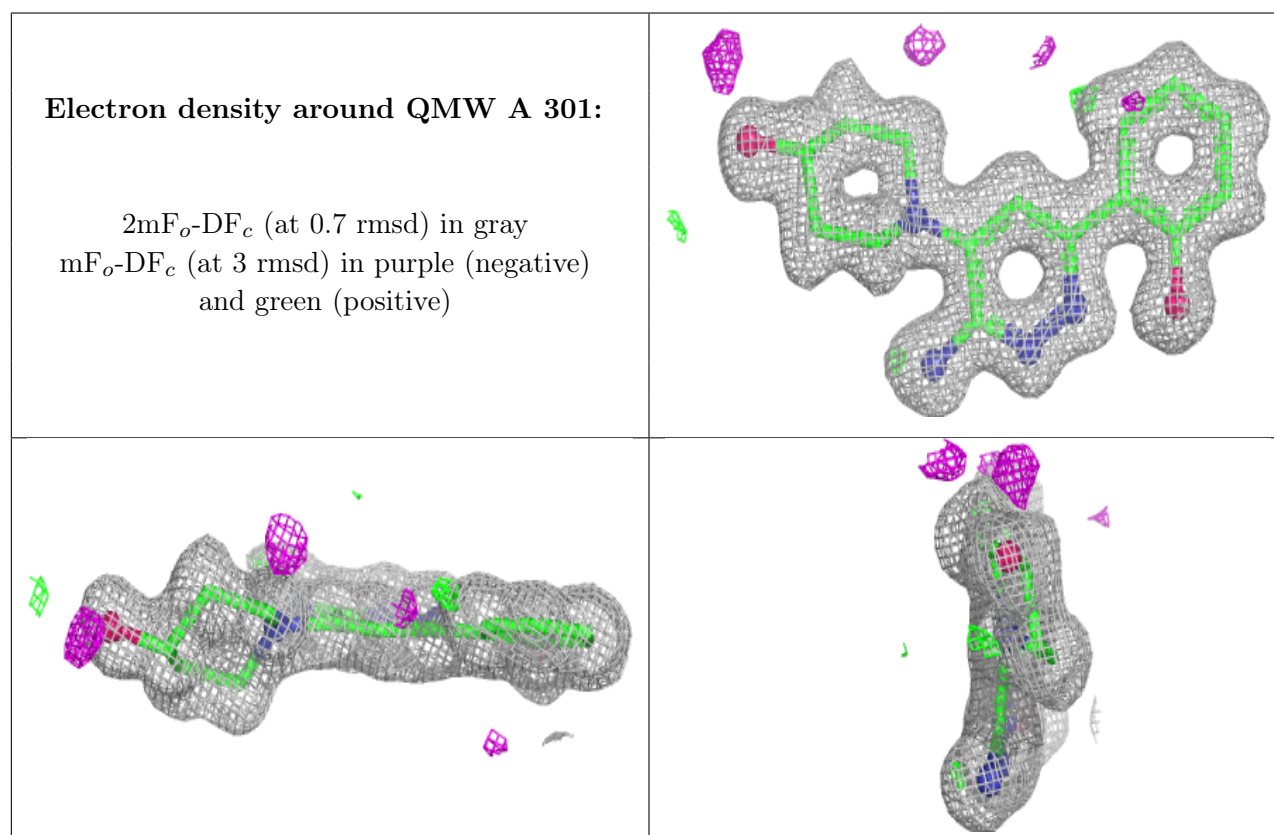 Electron density around QMW A 301:
2mFo-DFc (at 0.7 rmsd) in gray
mFo-DFc (at 3 rmsd) in purple (negative)
and green (positive)